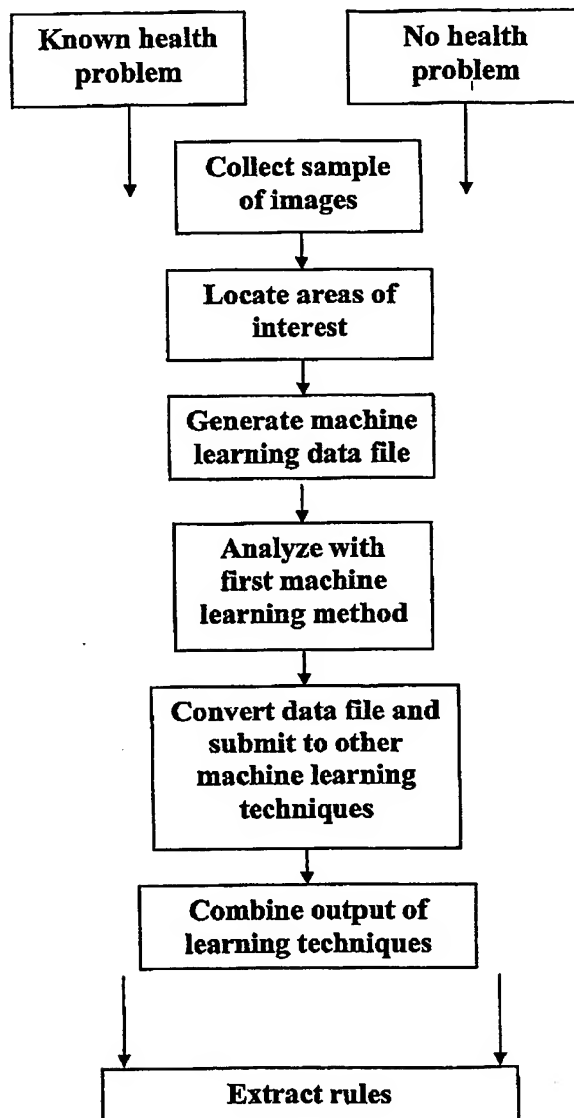 Known health
problem
No health
problem
Collect sample
of images
Locate areas of
interest
Generate machine
learning data file
Analyze with
first machine
learning method
Convert data file and
submit to other
machine learning
techniques
Combine output of
learning techniques
Extract rules